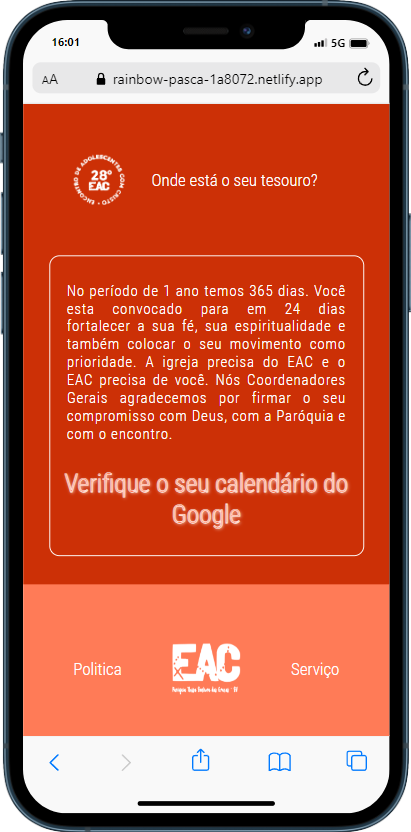 16:01
5G
AA rainbow-pasca-1a8072.netlify.app
ENCONTRO DE ADOLESCENTES COM CRISTO
28º
EAC
Onde está o seu tesouro?
No período de 1 ano temos 365 dias. Você
esta convocado para em 24 dias
fortalecer a sua fé, sua espiritualidade e
também colocar o seu movimento como
prioridade. A igreja precisa do EAC e o
EAC precisa de você. Nós Coordenadores
Gerais agradecemos por firmar o seu
compromisso com Deus, com a Paróquia e
com o encontro.
Verifique o seu calendário do
Google
Politica
EAC
Serviço